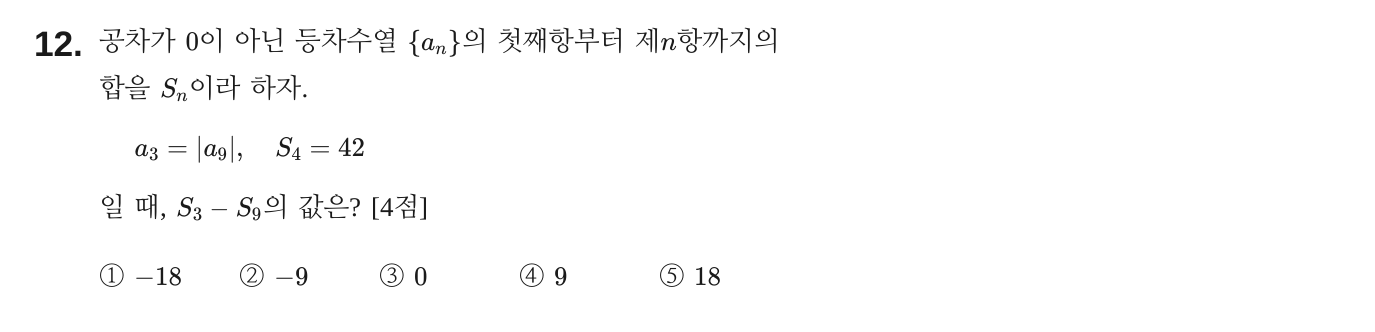 12. 공차가 0이 아닌 등차수열 {aₙ}의 첫째항부터 제n항까지의
합을 Sₙ이라 하자.
a₃ = |a₉|, S₄ = 42
일 때, S₃ − S₉의 값은? [4점]
① −18 ② −9 ③ 0 ④ 9 ⑤ 18